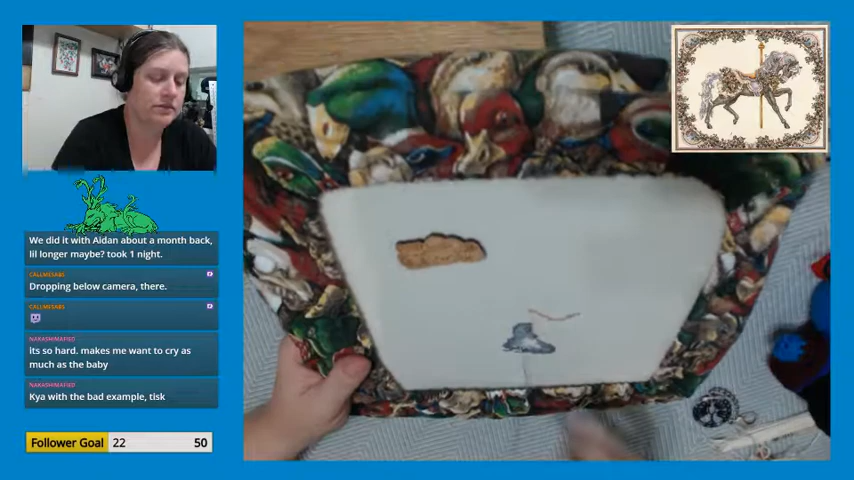 We did it with Aidan about a month back,
lil longer maybe? took 1 night.
CALLMESABS
Dropping below camera, there.
CALLMESABS
NAKASHIMAFIED
its so hard. makes me want to cry as
much as the baby
NAKASHIMAFIED
Kya with the bad example, tisk
Follower Goal 22 50